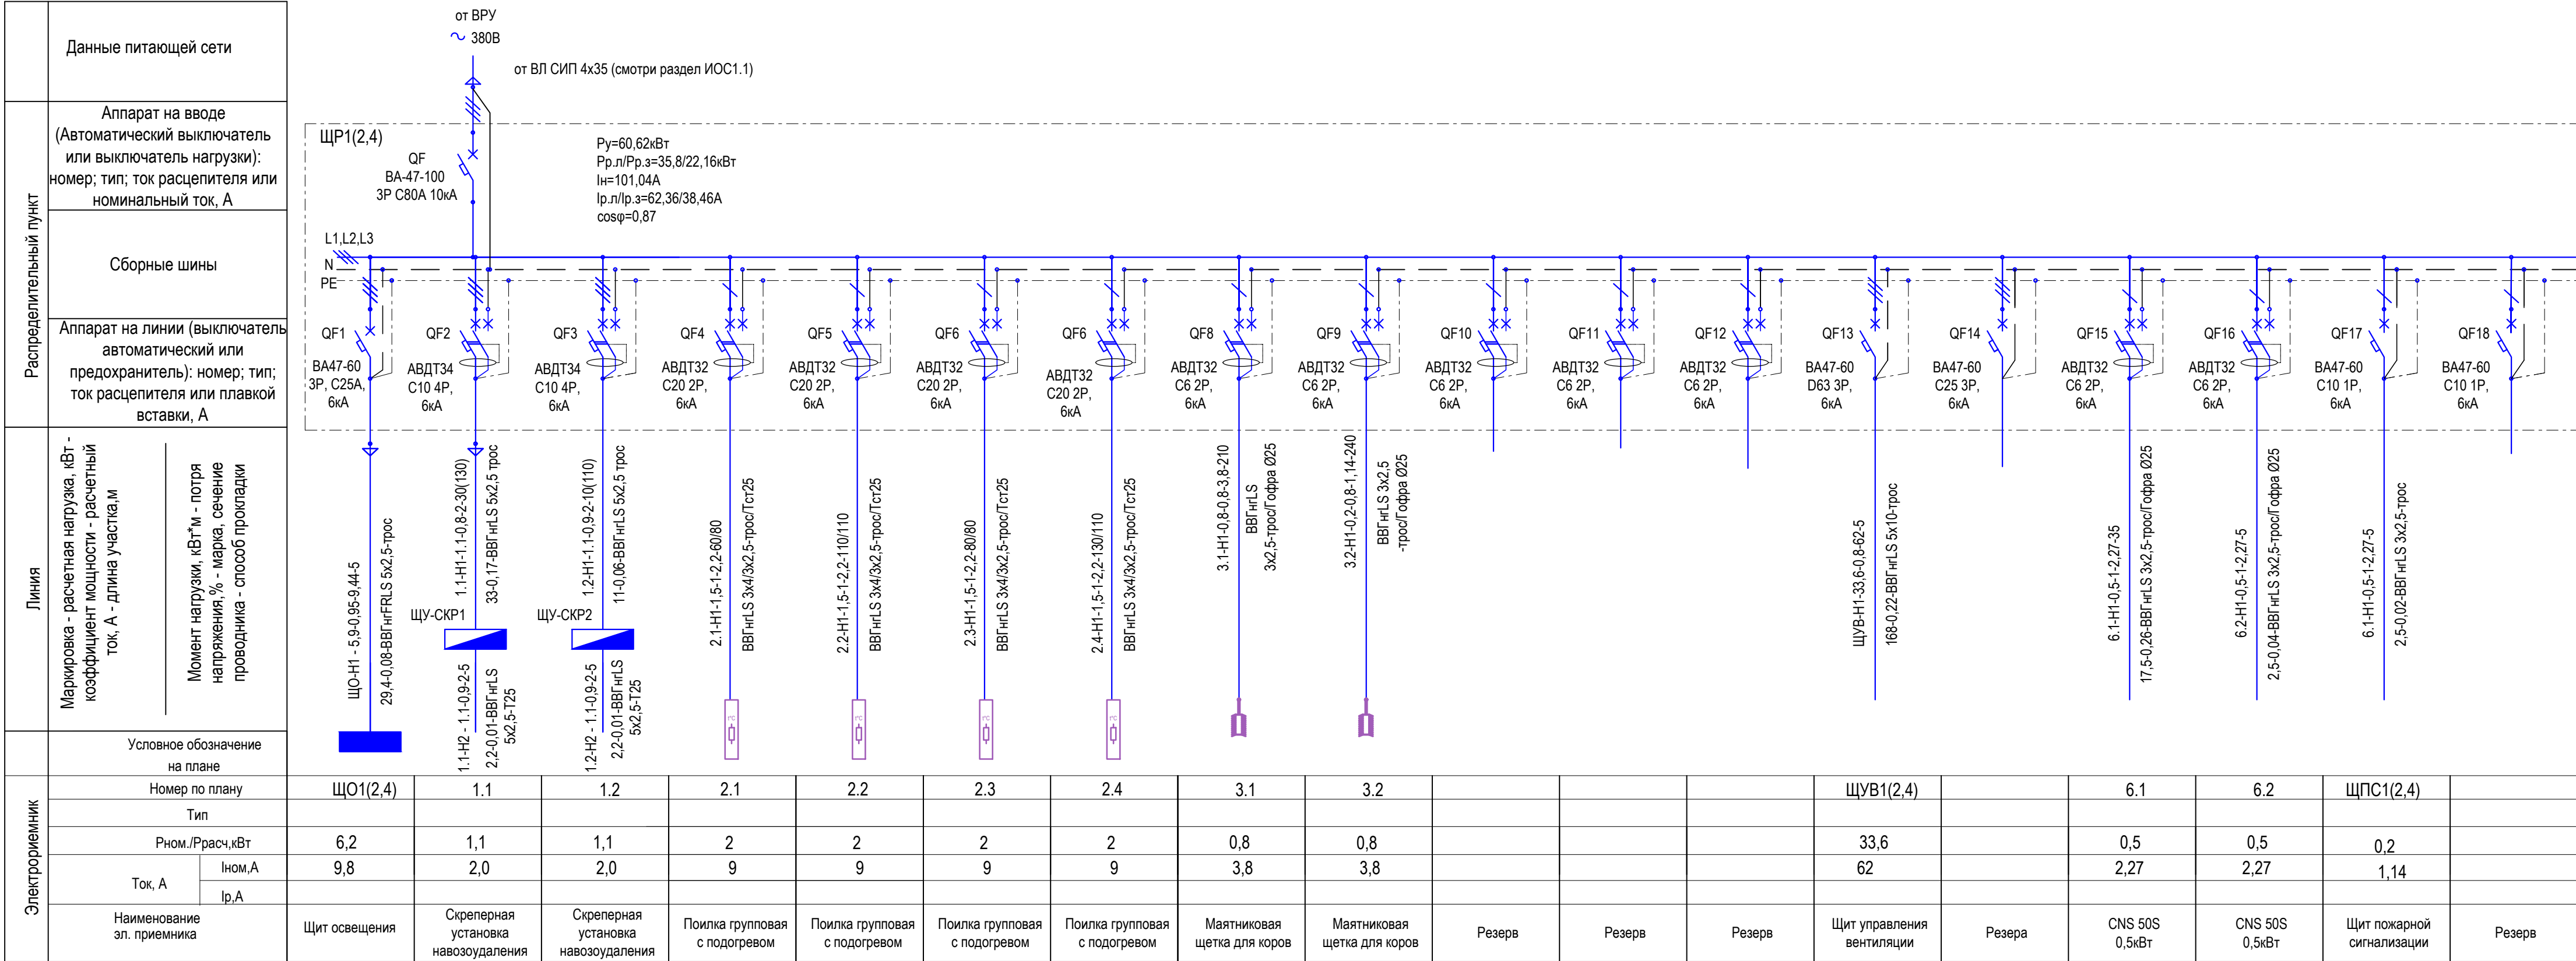 Данные питающей сети
от ВРУ
~ 380В
от ВЛ СИП 4х35 (смотри раздел ИОС1.1)
Распределительный пункт
Аппарат на вводе
(Автоматический выключатель
или выключатель нагрузки):
номер; тип; ток расцепителя или
номинальный ток, А
ЩР1(2,4)
QF
ВА-47-100
3Р С80А 10кА
Ру=60,62кВт
Рр.л/Рр.з=35,8/22,16кВт
Iн=101,04А
Iр.л/Iр.з=62,36/38,46А
cosφ=0,87
Сборные шины
L1,L2,L3
N
PE
Аппарат на линии (выключатель
автоматический или
предохранитель): номер; тип;
ток расцепителя или плавкой
вставки, А
QF1
ВА47-60
3Р, С25А,
6кА
QF2
АВДТ34
С10 4Р,
6кА
QF3
АВДТ34
С10 4Р,
6кА
QF4
АВДТ32
С20 2Р,
6кА
QF5
АВДТ32
С20 2Р,
6кА
QF6
АВДТ32
С20 2Р,
6кА
QF6
АВДТ32
С20 2Р,
6кА
QF8
АВДТ32
С6 2Р,
6кА
QF9
АВДТ32
С6 2Р,
6кА
QF10
АВДТ32
С6 2Р,
6кА
QF11
АВДТ32
С6 2Р,
6кА
QF12
АВДТ32
С6 2Р,
6кА
QF13
ВА47-60
D63 3Р,
6кА
QF14
ВА47-60
С25 3Р,
6кА
QF15
АВДТ32
С6 2Р,
6кА
QF16
АВДТ32
С6 2Р,
6кА
QF17
ВА47-60
С10 1Р,
6кА
QF18
ВА47-60
С10 1Р,
6кА
Линия
Маркировка - расчетная нагрузка, кВт -
коэффициент мощности - расчетный
ток, А - длина участка,м
Момент нагрузки, кВт*м - потря
напряжения,% - марка, сечение
проводника - способ прокладки
ЩО-Н1 - 5,9-0,95-9,44-5
29,4-0,08-ВВГнгFRLS 5х2,5-трос
1.1-Н1-1.1-0,8-2-30(130)
33-0,17-ВВГнгLS 5х2,5 трос
ЩУ-СКР1
1.1-Н2 - 1.1-0,9-2-5
2,2-0,01-ВВГнгLS
5х2,5-Т25
1.2-Н1-1.1-0,9-2-10(110)
11-0,06-ВВГнгLS 5х2,5 трос
ЩУ-СКР2
1.2-Н2 - 1.1-0,9-2-5
2,2-0,01-ВВГнгLS
5х2,5-Т25
2.1-Н1-1,5-1-2,2-60/80
ВВГнгLS 3х4/3х2,5-трос/Тст25
2.2-Н1-1,5-1-2,2-110/110
ВВГнгLS 3х4/3х2,5-трос/Тст25
2.3-Н1-1,5-1-2,2-80/80
ВВГнгLS 3х4/3х2,5-трос/Тст25
2.4-Н1-1,5-1-2,2-130/110
ВВГнгLS 3х4/3х2,5-трос/Тст25
3.1-Н1-0,8-0,8-3,8-210
ВВГнгLS
3х2,5-трос/Гофра Ø25
3.2-Н1-0,2-0,8-1,14-240
ВВГнгLS 3х2,5
-трос/Гофра Ø25
ЩУВ-Н1-33,6-0,8-62-5
168-0,22-ВВГнгLS 5х10-трос
6.1-Н1-0,5-1-2,27-35
17,5-0,26-ВВГнгLS 3х2,5-трос/Гофра Ø25
6.2-Н1-0,5-1-2,27-5
2,5-0,04-ВВГнгLS 3х2,5-трос/Гофра Ø25
6.1-Н1-0,5-1-2,27-5
2,5-0,02-ВВГнгLS 3х2,5-трос
Условное обозначение
на плане
t°C
t°C
t°C
t°C
Электрориемник
Номер по плану
ЩО1(2,4) 1.1 1.2 2.1 2.2 2.3 2.4 3.1 3.2 ЩУВ1(2,4) 6.1 6.2 ЩПС1(2,4)
Тип
Рном./Ррасч,кВт
6,2 1,1 1,1 2 2 2 2 0,8 0,8 33,6 0,5 0,5 0,2
Ток, А
Iном,А
9,8 2,0 2,0 9 9 9 9 3,8 3,8 62 2,27 2,27 1,14
Iр,А
Наименование
эл. приемника
Щит освещения
Скреперная
установка
навозоудаления
Скреперная
установка
навозоудаления
Поилка групповая
с подогревом
Поилка групповая
с подогревом
Поилка групповая
с подогревом
Поилка групповая
с подогревом
Маятниковая
щетка для коров
Маятниковая
щетка для коров
Резерв
Резерв
Резерв
Щит управления
вентиляции
Резера
CNS 50S
0,5кВт
CNS 50S
0,5кВт
Щит пожарной
сигнализации
Резерв